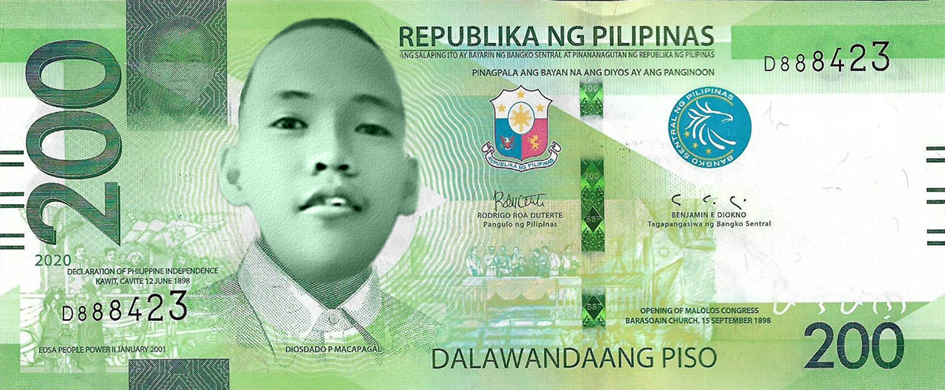 200
REPUBLIKA NG PILIPINAS
ANG SALAPING ITO AY BAYARIN NG BANGKO SENTRAL AT PINANANAGUTAN NG REPUBLIKA NG PILIPINAS
D888423
PINAGPALA ANG BAYAN NA ANG DIYOS AY ANG PANGINOON
200
BANGKO SENTRAL NG PILIPINAS
REPUBLIKA NG PILIPINAS
200
RODRIGO ROA DUTERTE
Pangulo ng Pilipinas
BENJAMIN E DIOKNO
Tagapangasiwa ng Bangko Sentral
BSP
2020
DECLARATION OF PHILIPPINE INDEPENDENCE
KAWIT, CAVITE 12 JUNE 1898
D888423
OPENING OF MALOLOS CONGRESS
BARASOAIN CHURCH, 15 SEPTEMBER 1898
EDSA PEOPLE POWER II JANUARY 2001
DIOSDADO P MACAPAGAL
DALAWANDAANG PISO
200